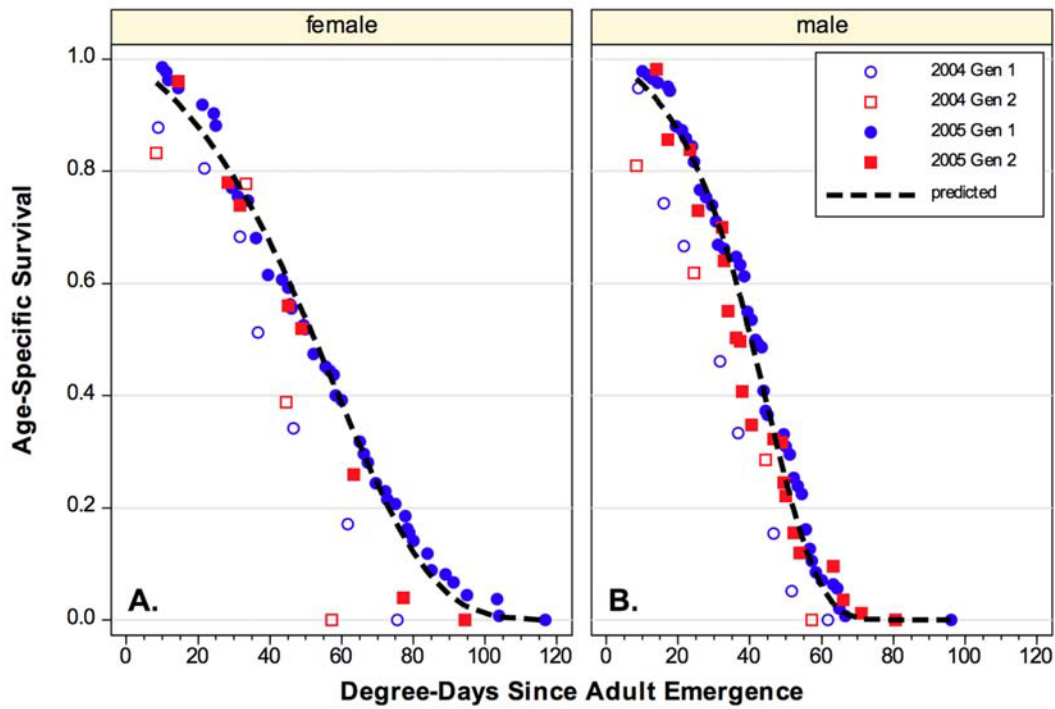 female
male
Age-Specific Survival
1.0
0.8
0.6
0.4
0.2
0.0
2004 Gen 1
2004 Gen 2
2005 Gen 1
2005 Gen 2
predicted
A.
B.
0 20 40 60 80 100 120
0 20 40 60 80 100 120
Degree-Days Since Adult Emergence